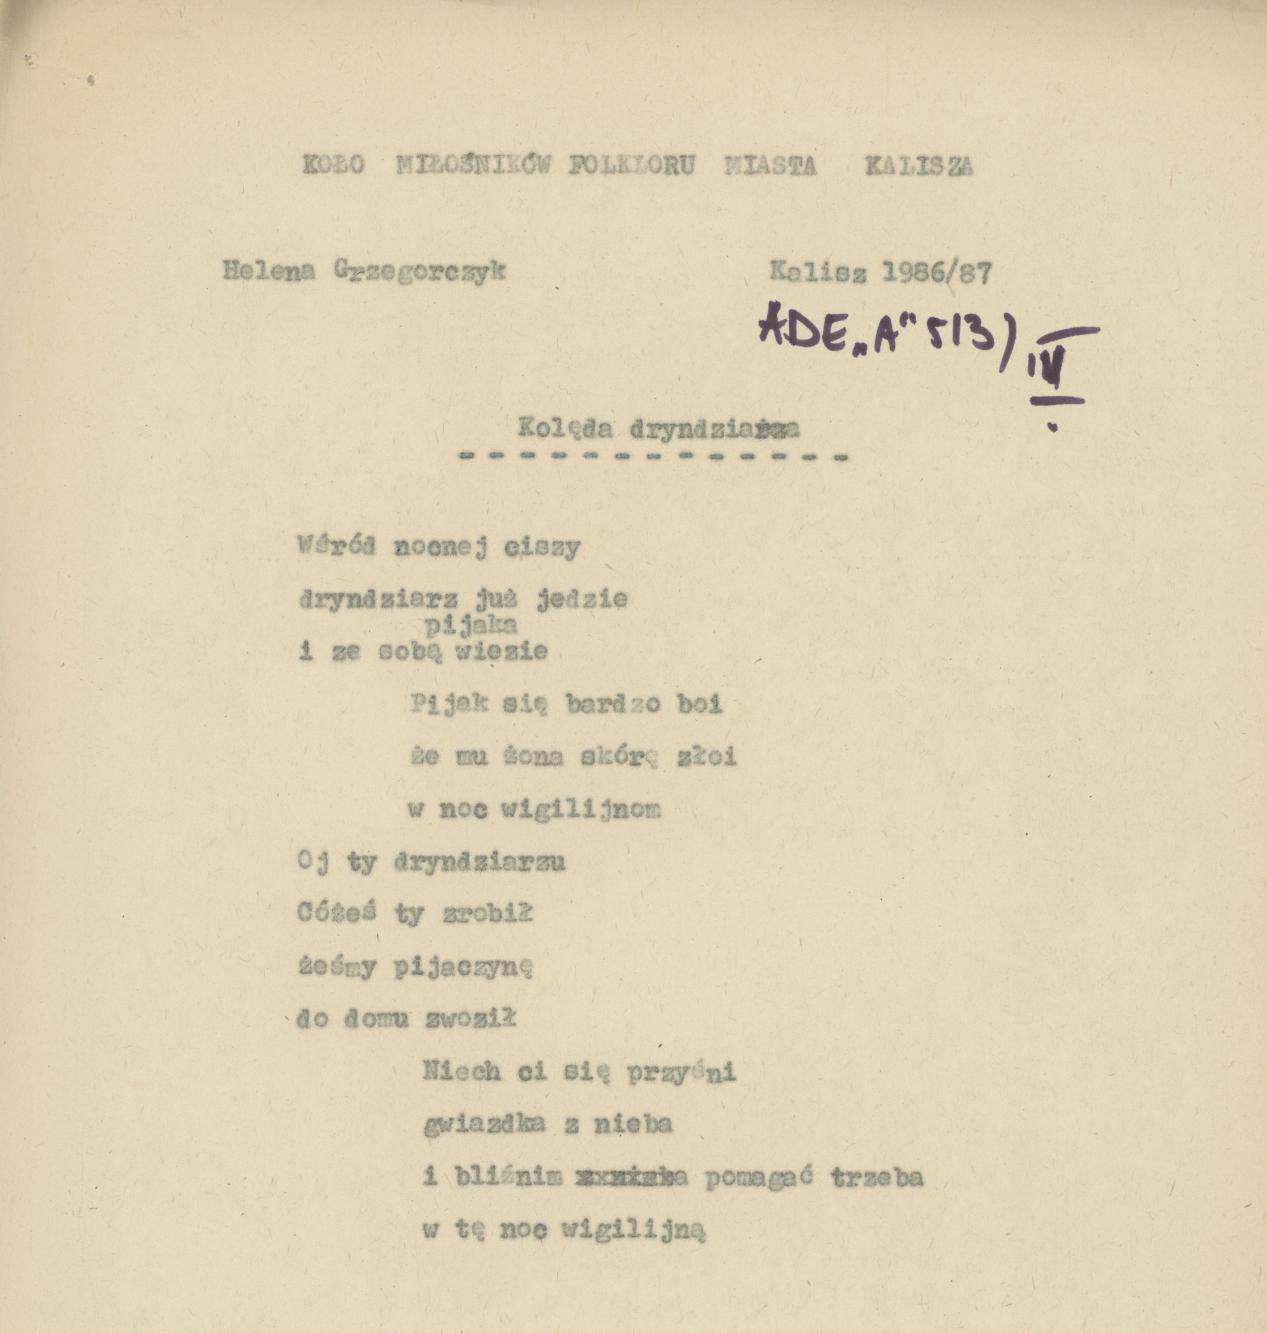 KOŁO MIŁOŚNIKÓW FOLKLORU MIASTA KALISZA
Helena Grzegorczyk Kalisz 1986/87
ADE „A" 513) IV
Kolęda dryndziarza
- - - - - - - - - - - - -
Wśród nocnej ciszy
dryndziarz już jedzie
pijaka
i ze sobą wiezie
Pijak się bardzo boi
że mu żona skórę złoi
w noc wigilijnom
Oj ty dryndziarzu
Cóżeś ty zrobił
żeśmy pijaczynę
do domu zwoził
Niech ci się przyśni
gwiazdka z nieba
i bliźnim pomagać trzeba
w tę noc wigilijną